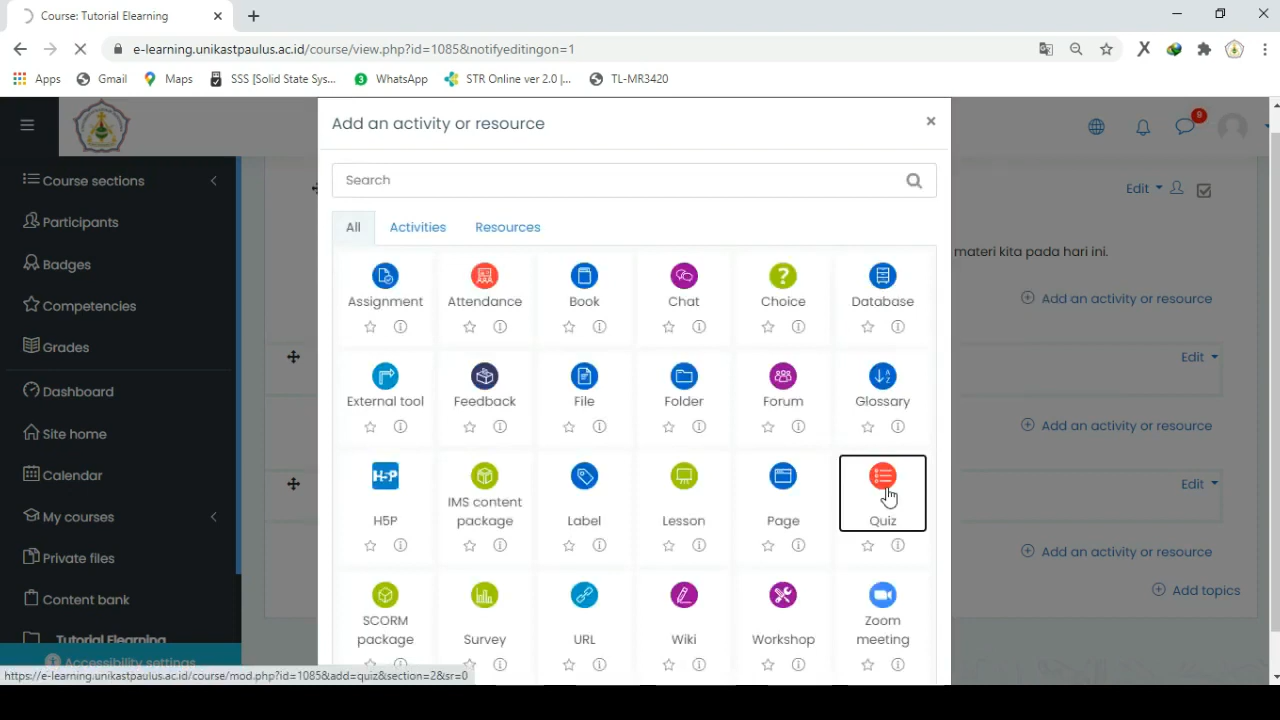 Course: Tutorial Elearning
e-learning.unikastpaulus.ac.id/course/view.php?id=1085&notifyeditingon=1
Apps
Gmail
Maps
SSS [Solid State Sys...
WhatsApp
STR Online ver 2.0 |...
TL-MR3420
8
Course sections
Participants
Badges
Competencies
Grades
Dashboard
Site home
Calendar
My courses
Private files
Content bank
Tutorial Elearning
Accessibility settings
Add an activity or resource
Search
All Activities Resources
Assignment Attendance Book Chat Choice Database
External tool Feedback File Folder Forum Glossary
H5P
H5P IMS content package Label Lesson Page Quiz
SCORM package Survey URL Wiki Workshop Zoom meeting
Edit
materi kita pada hari ini.
Add an activity or resource
Edit
Add an activity or resource
Edit
Add an activity or resource
Add topics
https://e-learning.unikastpaulus.ac.id/course/mod.php?id=1085&add=quiz&section=2&sr=0